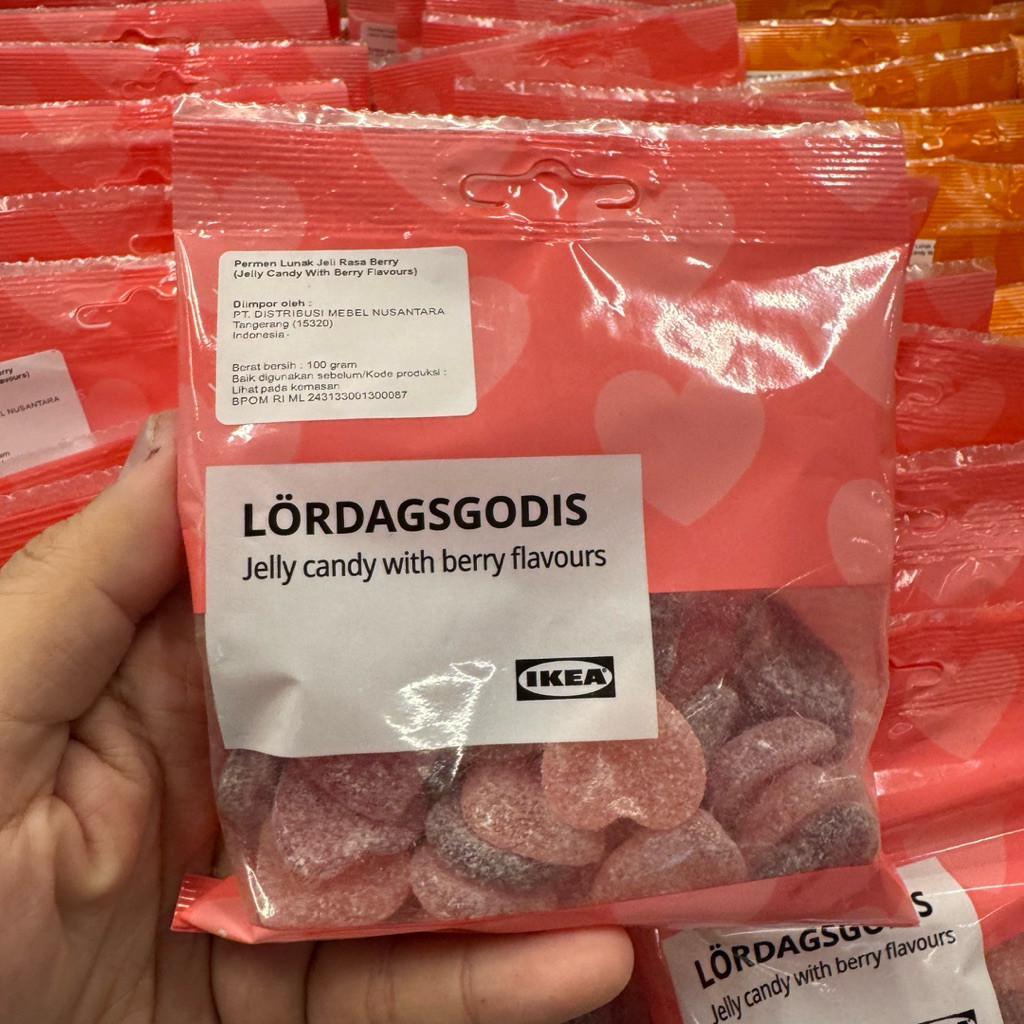 Permen Lunak Jeli Rasa Berry
(Jelly Candy With Berry Flavours)
Diimpor oleh :
PT. DISTRIBUSI MEBEL NUSANTARA
Tangerang (15320)
Indonesia
Berat bersih : 100 gram
Baik digunakan sebelum/Kode produksi :
Lihat pada kemasan
BPOM RI ML 243133001300087
LÖRDAGSGODIS
Jelly candy with berry flavours
IKEA
NUSANTARA
LÖRDAGSGO
S
Jelly candy with berry flavours